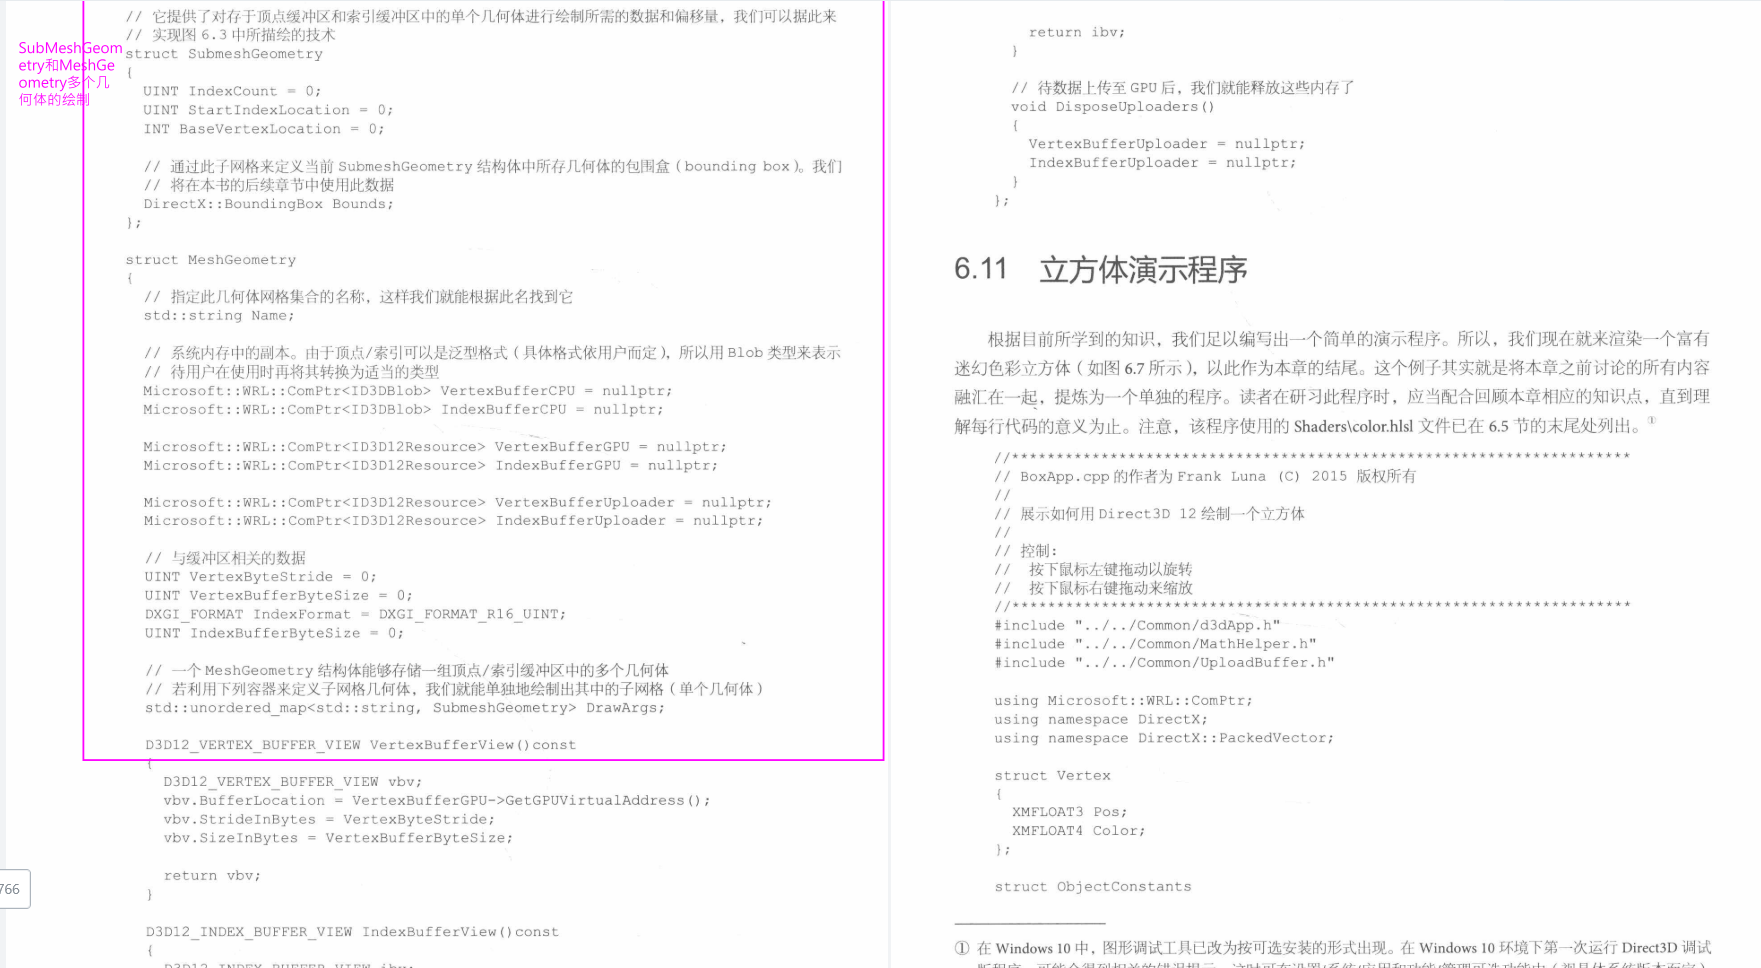 // 它提供了对存于顶点缓冲区和索引缓冲区中的单个几何体进行绘制所需的数据和偏移量，我们可以据此来
// 实现图 6.3 中所描绘的技术
SubMeshGeom
etry和MeshGe
ometry多个几
何体的绘制
struct SubmeshGeometry
{
UINT IndexCount = 0;
UINT StartIndexLocation = 0;
INT BaseVertexLocation = 0;
// 通过此子网格来定义当前 SubmeshGeometry 结构体中所存几何体的包围盒（bounding box）。我们
// 将在本书的后续章节中使用此数据
DirectX::BoundingBox Bounds;
};
struct MeshGeometry
{
// 指定此几何体网格集合的名称，这样我们就能根据此名找到它
std::string Name;
// 系统内存中的副本。由于顶点/索引可以是泛型格式（具体格式依用户而定），所以用 Blob 类型来表示
// 待用户在使用时再将其转换为适当的类型
Microsoft::WRL::ComPtr<ID3DBlob> VertexBufferCPU = nullptr;
Microsoft::WRL::ComPtr<ID3DBlob> IndexBufferCPU = nullptr;
Microsoft::WRL::ComPtr<ID3D12Resource> VertexBufferGPU = nullptr;
Microsoft::WRL::ComPtr<ID3D12Resource> IndexBufferGPU = nullptr;
Microsoft::WRL::ComPtr<ID3D12Resource> VertexBufferUploader = nullptr;
Microsoft::WRL::ComPtr<ID3D12Resource> IndexBufferUploader = nullptr;
// 与缓冲区相关的数据
UINT VertexByteStride = 0;
UINT VertexBufferByteSize = 0;
DXGI_FORMAT IndexFormat = DXGI_FORMAT_R16_UINT;
UINT IndexBufferByteSize = 0;
// 一个 MeshGeometry 结构体能够存储一组顶点/索引缓冲区中的多个几何体
// 若利用下列容器来定义子网格几何体，我们就能单独地绘制出其中的子网格（单个几何体）
std::unordered_map<std::string, SubmeshGeometry> DrawArgs;
D3D12_VERTEX_BUFFER_VIEW VertexBufferView()const
{
D3D12_VERTEX_BUFFER_VIEW vbv;
vbv.BufferLocation = VertexBufferGPU->GetGPUVirtualAddress();
vbv.StrideInBytes = VertexByteStride;
vbv.SizeInBytes = VertexBufferByteSize;
return vbv;
}
766
D3D12_INDEX_BUFFER_VIEW IndexBufferView()const
{
D3D12_INDEX_BUFFER_VIEW ibv;
return ibv;
}
// 待数据上传至 GPU 后，我们就能释放这些内存了
void DisposeUploaders()
{
VertexBufferUploader = nullptr;
IndexBufferUploader = nullptr;
}
};
6.11 立方体演示程序
根据目前所学到的知识，我们足以编写出一个简单的演示程序。所以，我们现在就来渲染一个富有
迷幻色彩立方体（如图 6.7 所示），以此作为本章的结尾。这个例子其实就是将本章之前讨论的所有内容
融汇在一起，提炼为一个单独的程序。读者在研习此程序时，应当配合回顾本章相应的知识点，直到理
解每行代码的意义为止。注意，该程序使用的 Shaders\color.hlsl 文件已在 6.5 节的末尾处列出。①
//*********************************************************************
// BoxApp.cpp 的作者为 Frank Luna (C) 2015 版权所有
//
// 展示如何用 Direct3D 12 绘制一个立方体
//
// 控制：
// 按下鼠标左键拖动以旋转
// 按下鼠标右键拖动来缩放
//*********************************************************************
#include "../../Common/d3dApp.h"
#include "../../Common/MathHelper.h"
#include "../../Common/UploadBuffer.h"
using Microsoft::WRL::ComPtr;
using namespace DirectX;
using namespace DirectX::PackedVector;
struct Vertex
{
XMFLOAT3 Pos;
XMFLOAT4 Color;
};
struct ObjectConstants
① 在 Windows 10 中，图形调试工具已改为按可选安装的形式出现。在 Windows 10 环境下第一次运行 Direct3D 调试